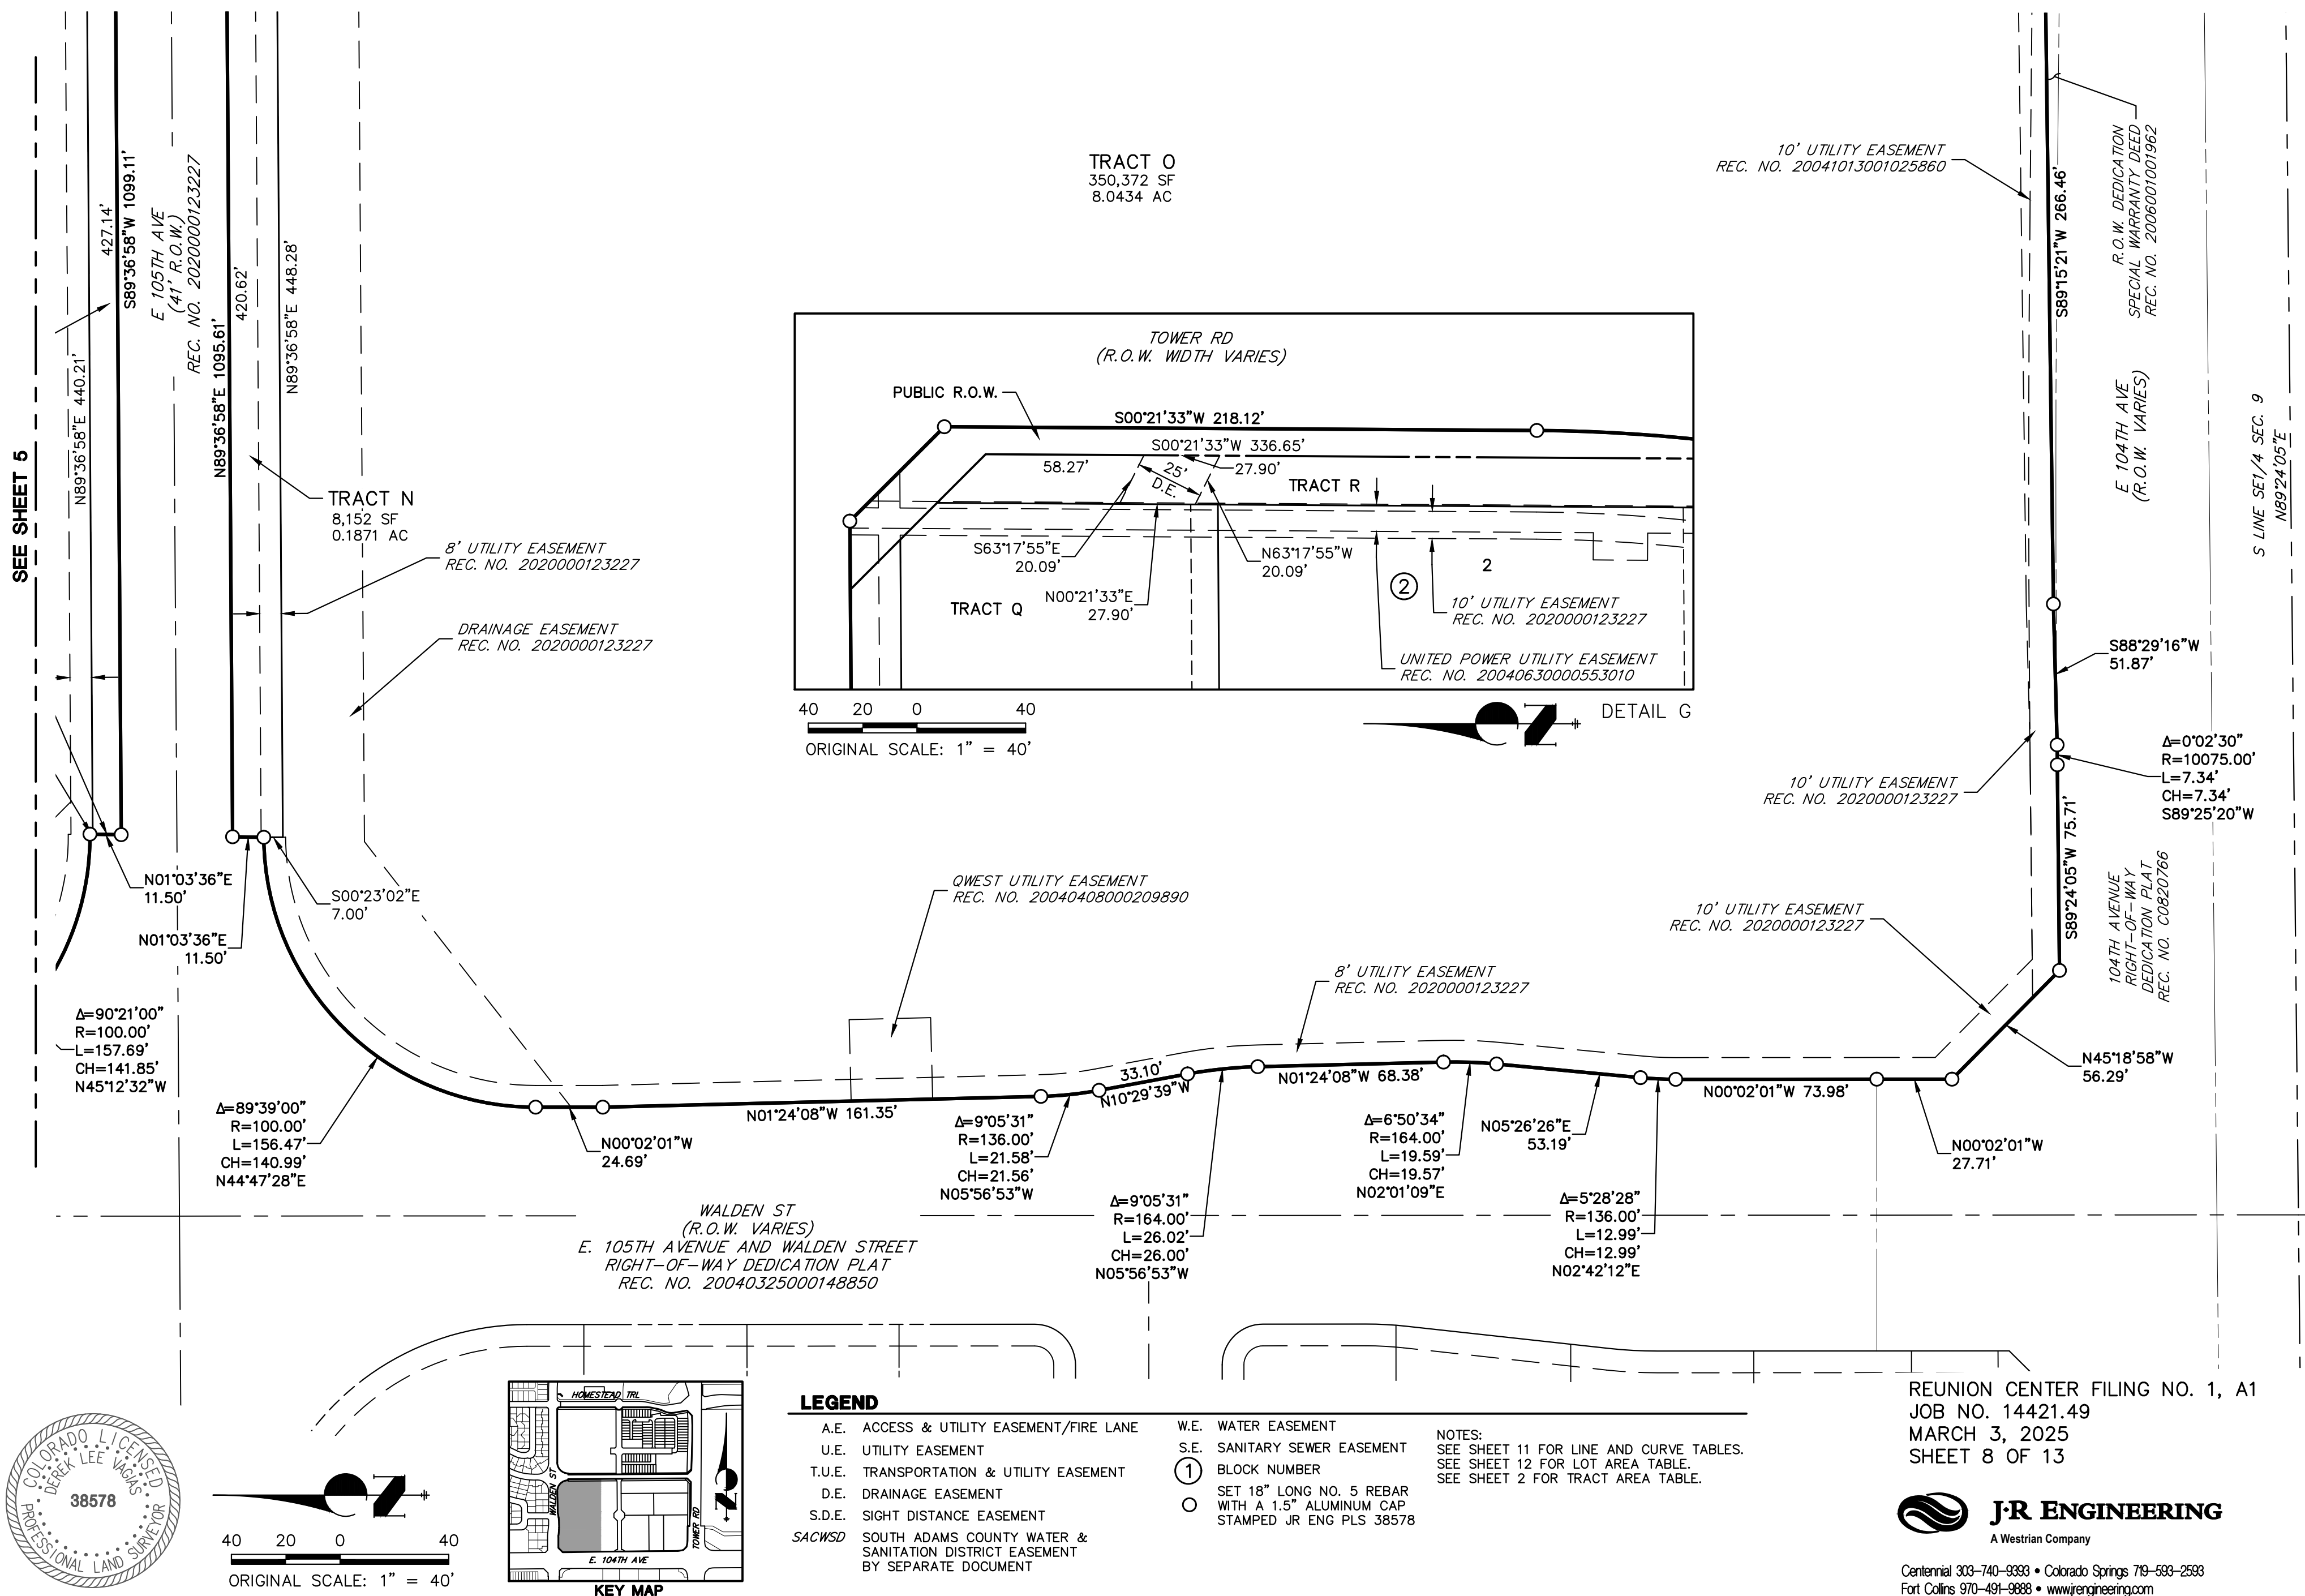 SEE SHEET 5
N89°36'58"E 440.21'
427.14'
S89°36'58"W 1099.11'
E 105TH AVE
(41' R.O.W.)
REC. NO. 2020000123227
N89°36'58"E 1095.61'
420.62'
N89°36'58"E 448.28'
TRACT N
8,152 SF
0.1871 AC
8' UTILITY EASEMENT
REC. NO. 2020000123227
DRAINAGE EASEMENT
REC. NO. 2020000123227
TRACT O
350,372 SF
8.0434 AC
10' UTILITY EASEMENT
REC. NO. 20041013001025860
S89°15'21"W 266.46'
R.O.W. DEDICATION
SPECIAL WARRANTY DEED
REC. NO. 20060010001962
E 104TH AVE
(R.O.W. VARIES)
S LINE SE1/4 SEC. 9
N89°24'05"E
TOWER RD
(R.O.W. WIDTH VARIES)
PUBLIC R.O.W.
S00°21'33"W 218.12'
S00°21'33"W 336.65'
58.27'
25'
D.E.
27.90'
TRACT R
S63°17'55"E
20.09'
N63°17'55"W
20.09'
2
2
N00°21'33"E
27.90'
TRACT Q
10' UTILITY EASEMENT
REC. NO. 2020000123227
UNITED POWER UTILITY EASEMENT
REC. NO. 20040630000553010
40 20 0 40
ORIGINAL SCALE: 1" = 40'
N
DETAIL G
S88°29'16"W
51.87'
Δ=0°02'30"
R=10075.00'
L=7.34'
CH=7.34'
S89°25'20"W
10' UTILITY EASEMENT
REC. NO. 2020000123227
S89°24'05"W 75.71'
104TH AVENUE
RIGHT-OF-WAY
DEDICATION PLAT
REC. NO. C0820766
10' UTILITY EASEMENT
REC. NO. 2020000123227
N45°18'58"W
56.29'
N01°03'36"E
11.50'
N01°03'36"E
11.50'
S00°23'02"E
7.00'
QWEST UTILITY EASEMENT
REC. NO. 20040408000209890
8' UTILITY EASEMENT
REC. NO. 2020000123227
Δ=90°21'00"
R=100.00'
L=157.69'
CH=141.85'
N45°12'32"W
Δ=89°39'00"
R=100.00'
L=156.47'
CH=140.99'
N44°47'28"E
N00°02'01"W
24.69'
N01°24'08"W 161.35'
Δ=9°05'31"
R=136.00'
L=21.58'
CH=21.56'
N05°56'53"W
33.10'
N10°29'39"W
Δ=9°05'31"
R=164.00'
L=26.02'
CH=26.00'
N05°56'53"W
N01°24'08"W 68.38'
Δ=6°50'34"
R=164.00'
L=19.59'
CH=19.57'
N02°01'09"E
N05°26'26"E
53.19'
Δ=5°28'28"
R=136.00'
L=12.99'
CH=12.99'
N02°42'12"E
N00°02'01"W 73.98'
N00°02'01"W
27.71'
WALDEN ST
(R.O.W. VARIES)
E. 105TH AVENUE AND WALDEN STREET
RIGHT-OF-WAY DEDICATION PLAT
REC. NO. 20040325000148850
COLORADO LICENSED
DEREK LEE VAGIAS
38578
PROFESSIONAL LAND SURVEYOR
N
40 20 0 40
ORIGINAL SCALE: 1" = 40'
HOMESTEAD TRL
WALDEN ST
TOWER RD
N
E. 104TH AVE
KEY MAP
LEGEND
A.E. ACCESS & UTILITY EASEMENT/FIRE LANE
U.E. UTILITY EASEMENT
T.U.E. TRANSPORTATION & UTILITY EASEMENT
D.E. DRAINAGE EASEMENT
S.D.E. SIGHT DISTANCE EASEMENT
SACWSD SOUTH ADAMS COUNTY WATER &
SANITATION DISTRICT EASEMENT
BY SEPARATE DOCUMENT
W.E. WATER EASEMENT
S.E. SANITARY SEWER EASEMENT
1 BLOCK NUMBER
SET 18" LONG NO. 5 REBAR
WITH A 1.5" ALUMINUM CAP
STAMPED JR ENG PLS 38578
NOTES:
SEE SHEET 11 FOR LINE AND CURVE TABLES.
SEE SHEET 12 FOR LOT AREA TABLE.
SEE SHEET 2 FOR TRACT AREA TABLE.
REUNION CENTER FILING NO. 1, A1
JOB NO. 14421.49
MARCH 3, 2025
SHEET 8 OF 13
J·R ENGINEERING
A Westrian Company
Centennial 303-740-9393 • Colorado Springs 719-593-2593
Fort Collins 970-491-9888 • www.jrengineering.com